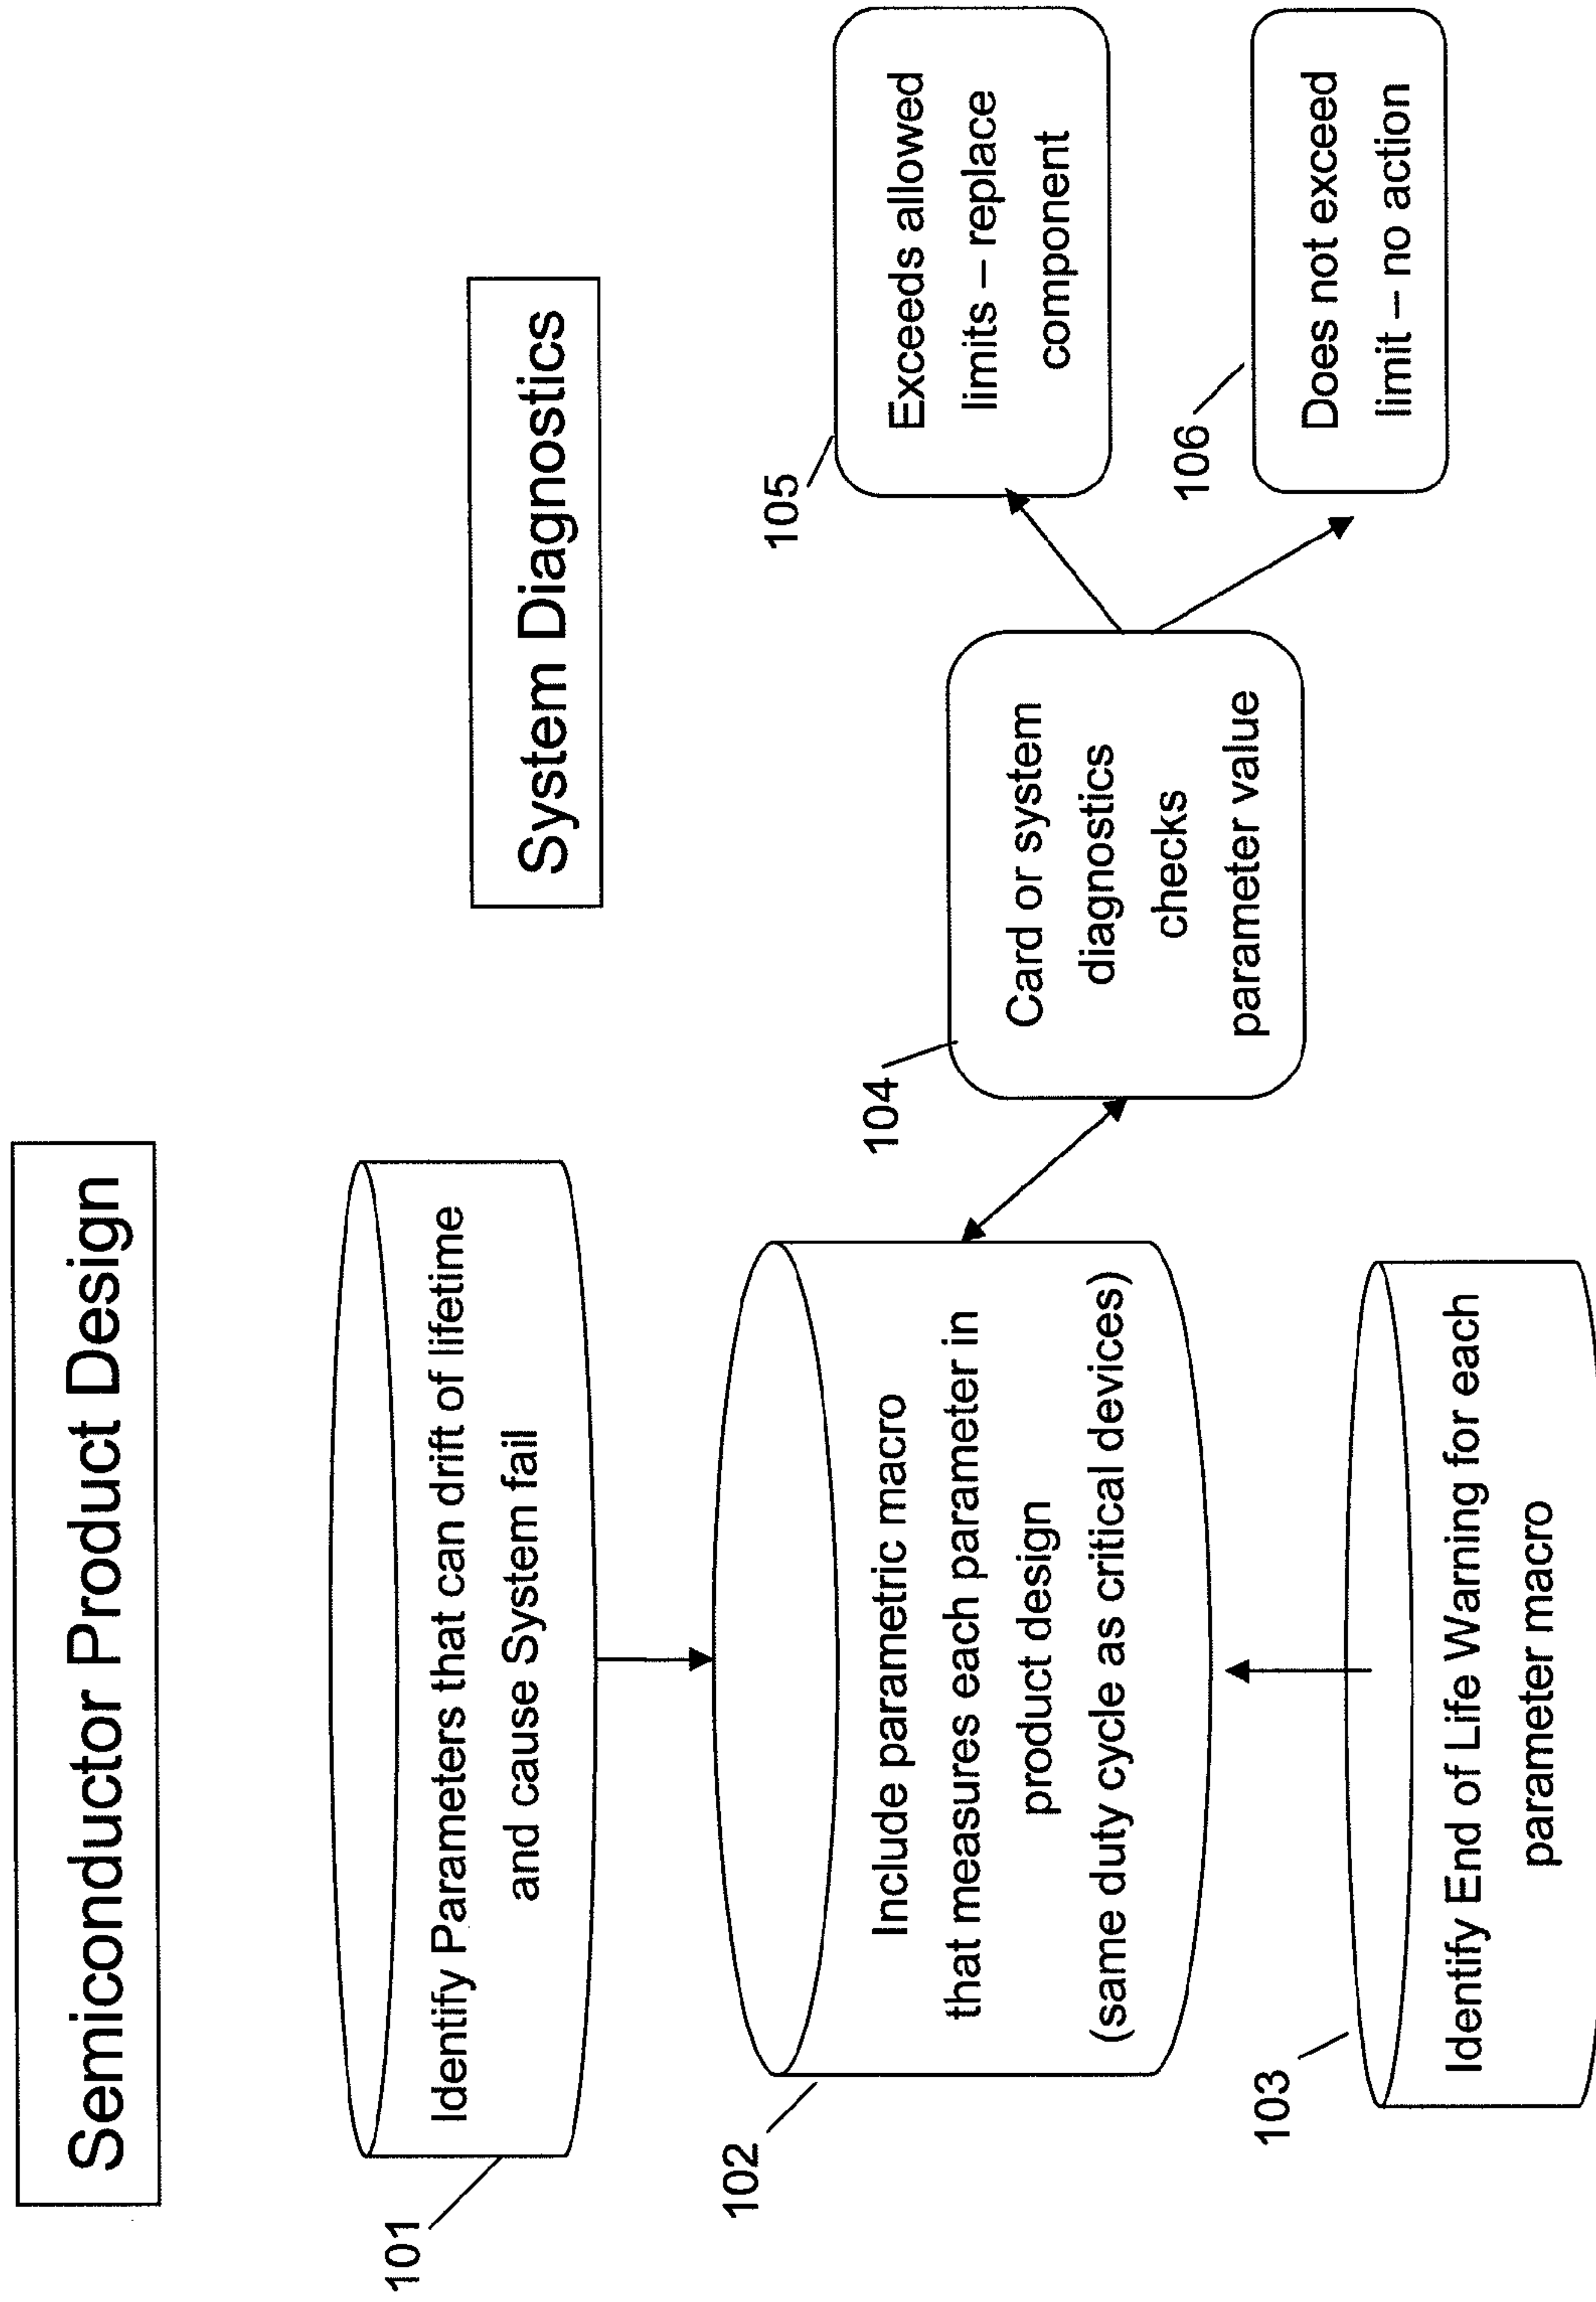 Semiconductor Product Design
System Diagnostics
101
Identify Parameters that can drift of lifetime
and cause System fail
102
Include parametric macro
that measures each parameter in
product design
(same duty cycle as critical devices)
103
Identify End of Life Warning for each
parameter macro
104
Card or system
diagnostics
checks
parameter value
105
Exceeds allowed
limits – replace
component
106
Does not exceed
limit – no action